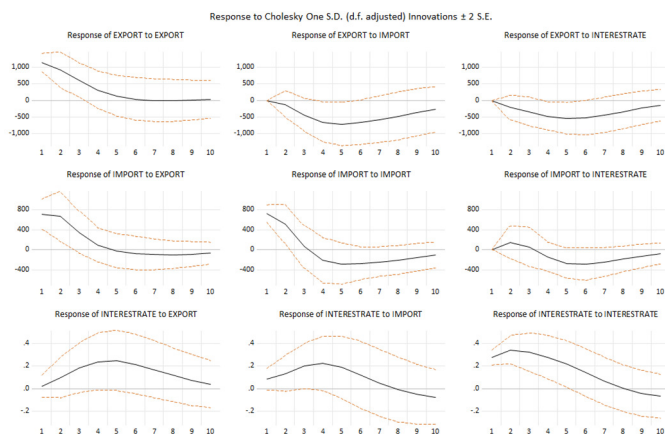 Response to Cholesky One S.D. (d.f. adjusted) Innovations ± 2 S.E.
Response of EXPORT to EXPORT
1,000
500
0
-500
-1,000
1 2 3 4 5 6 7 8 9 10
Response of EXPORT to IMPORT
1,000
500
0
-500
-1,000
1 2 3 4 5 6 7 8 9 10
Response of EXPORT to INTERESTRATE
1,000
500
0
-500
-1,000
1 2 3 4 5 6 7 8 9 10
Response of IMPORT to EXPORT
800
400
0
-400
1 2 3 4 5 6 7 8 9 10
Response of IMPORT to IMPORT
800
400
0
-400
1 2 3 4 5 6 7 8 9 10
Response of IMPORT to INTERESTRATE
800
400
0
-400
1 2 3 4 5 6 7 8 9 10
Response of INTERESTRATE to EXPORT
.4
.2
.0
-.2
1 2 3 4 5 6 7 8 9 10
Response of INTERESTRATE to IMPORT
.4
.2
.0
-.2
1 2 3 4 5 6 7 8 9 10
Response of INTERESTRATE to INTERESTRATE
.4
.2
.0
-.2
1 2 3 4 5 6 7 8 9 10